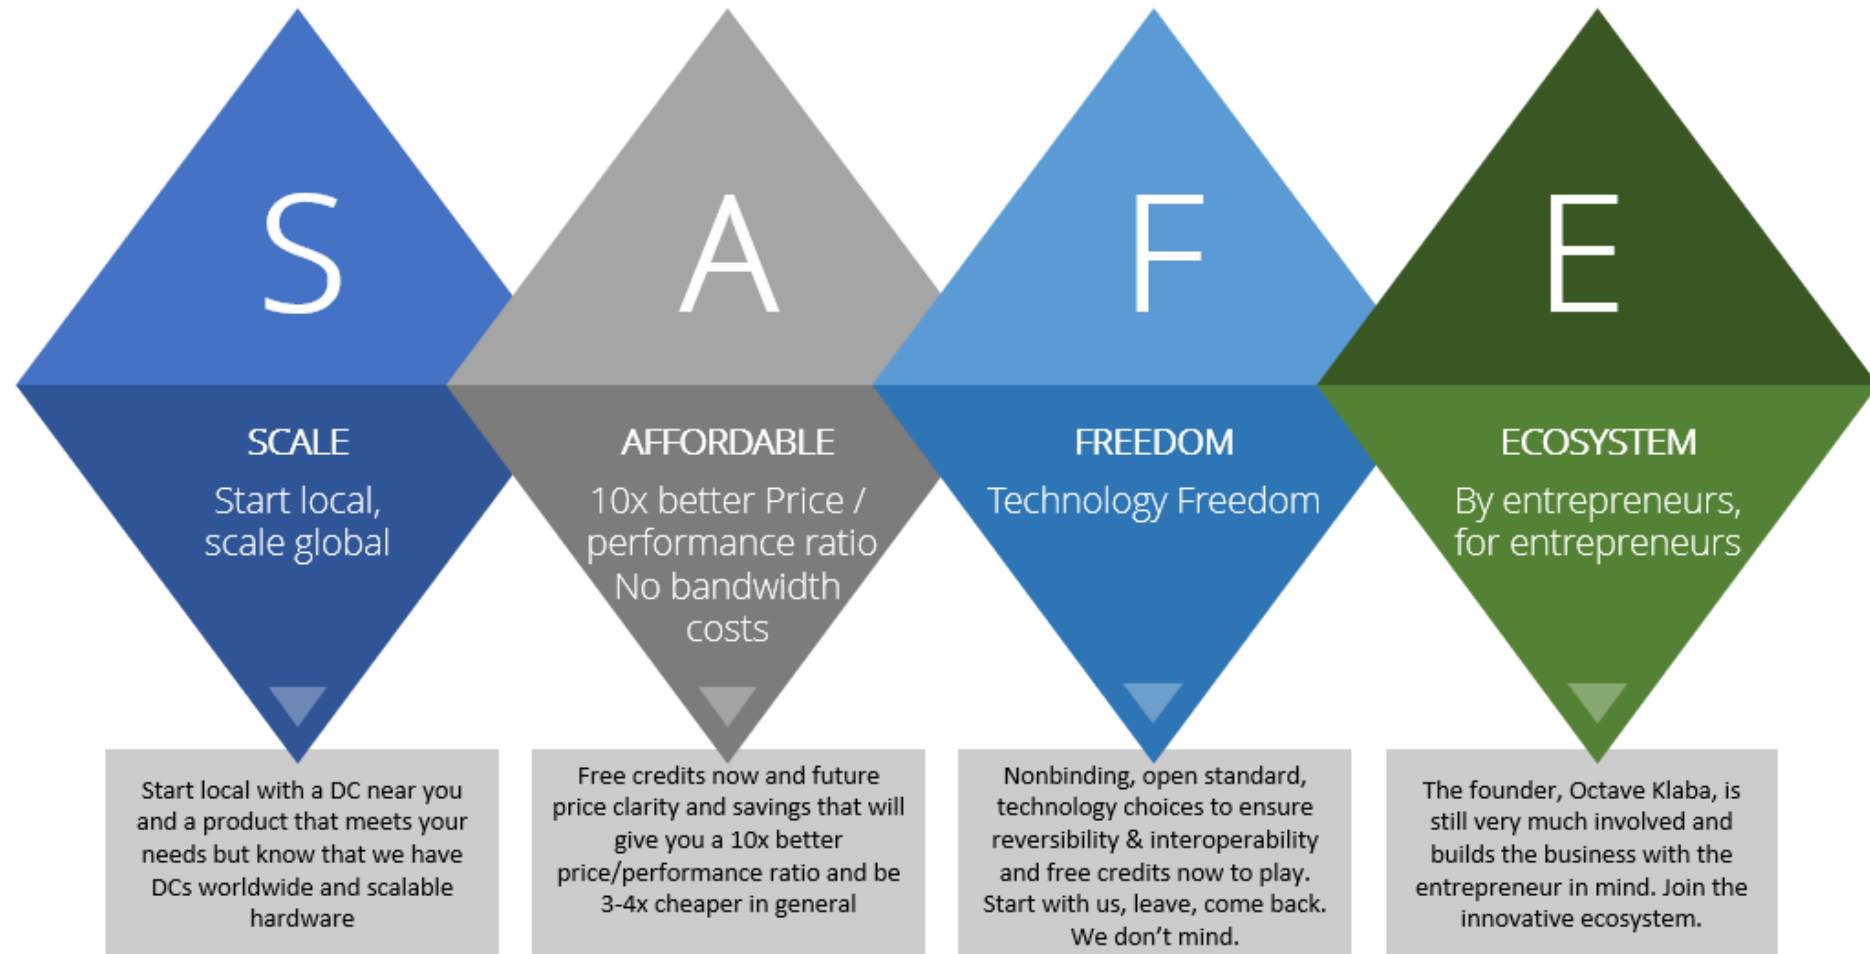 S
A
F
E
SCALE
Start local,
scale global
AFFORDABLE
10x better Price /
performance ratio
No bandwidth
costs
FREEDOM
Technology Freedom
ECOSYSTEM
By entrepreneurs,
for entrepreneurs
Start local with a DC near you
and a product that meets your
needs but know that we have
DCs worldwide and scalable
hardware
Free credits now and future
price clarity and savings that will
give you a 10x better
price/performance ratio and be
3-4x cheaper in general
Nonbinding, open standard,
technology choices to ensure
reversibility & interoperability
and free credits now to play.
Start with us, leave, come back.
We don’t mind.
The founder, Octave Klaba, is
still very much involved and
builds the business with the
entrepreneur in mind. Join the
innovative ecosystem.